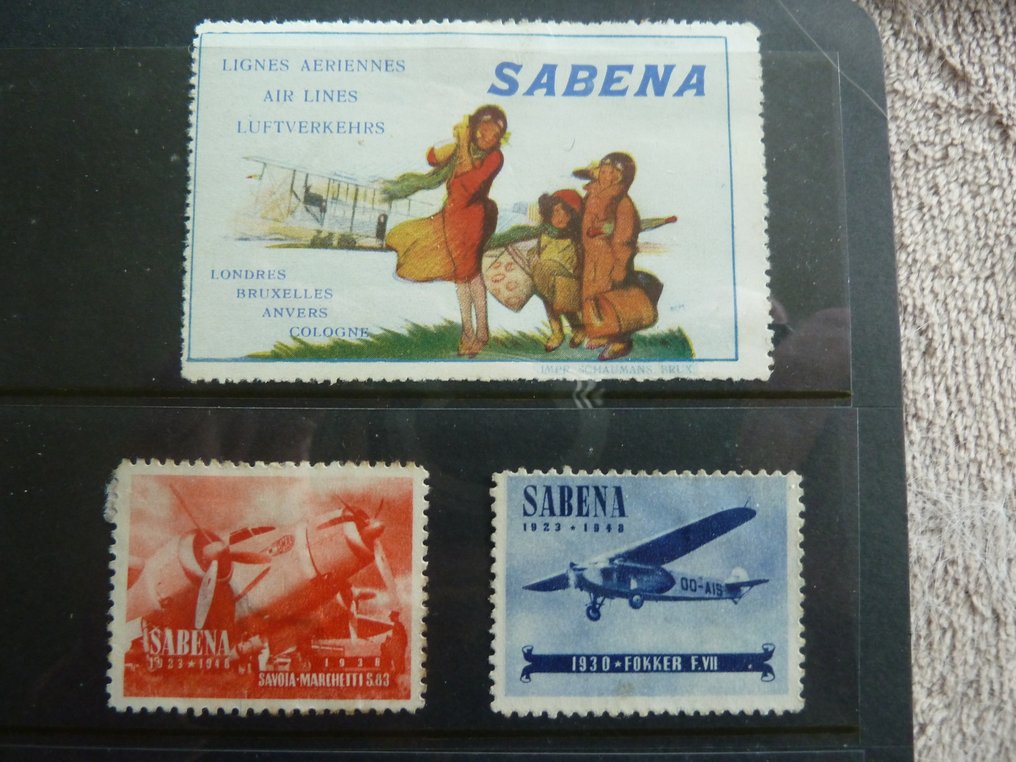 LIGNES AERIENNES
AIR LINES
LUFTVERKEHRS
SABENA
LONDRES
BRUXELLES
ANVERS
COLOGNE
IMPR. SCHAUMANS. BRUX.
SABENA
1923 ★ 1948
1938
SAVOIA-MARCHETTI S.83
SABENA
1923 ★ 1948
OO-AIS
1930 ★ FOKKER F.VII